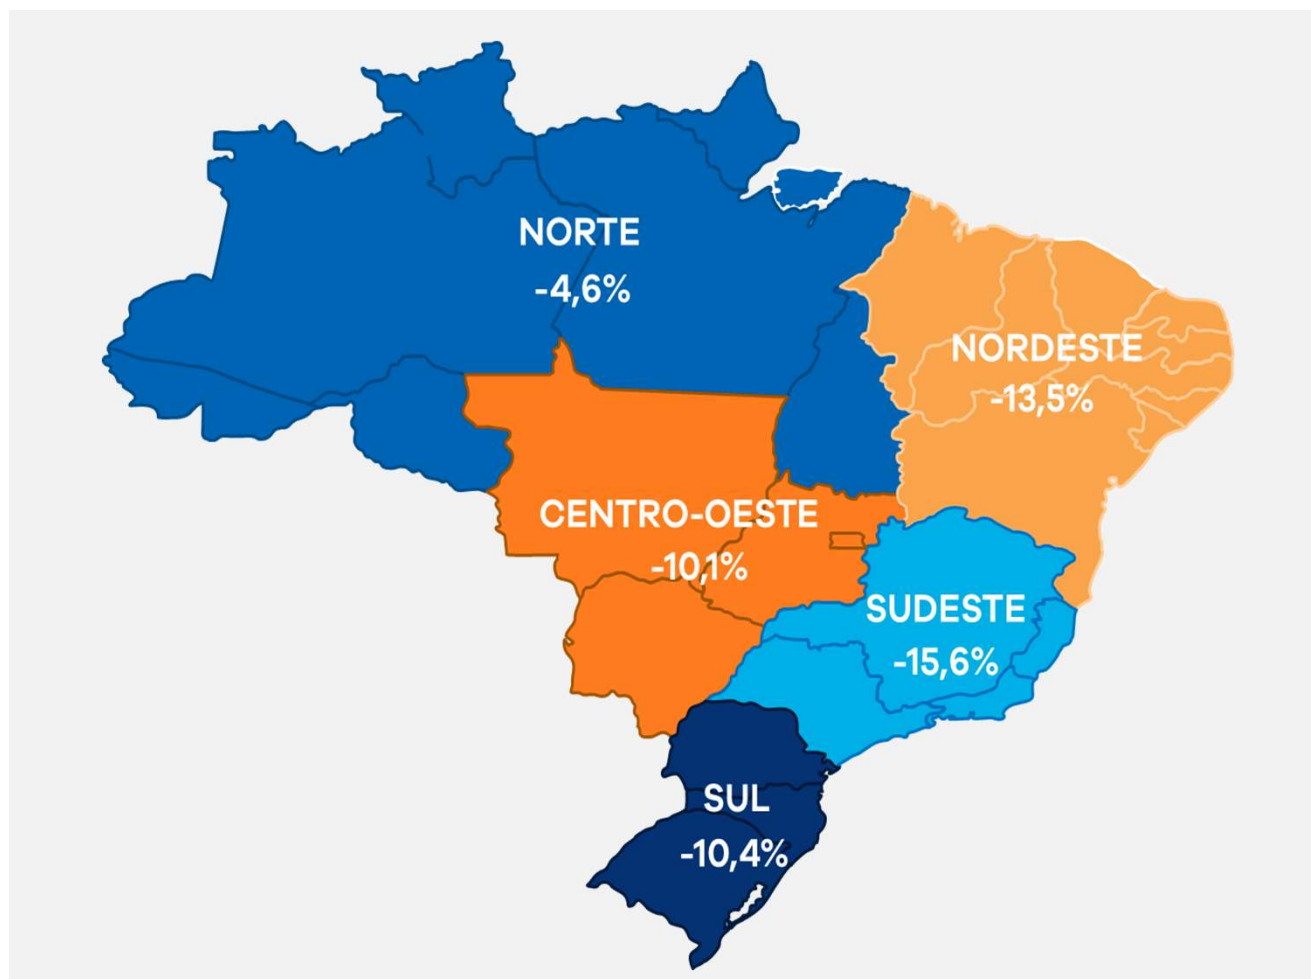 NORTE
-4,6%
NORDESTE
-13,5%
CENTRO-OESTE
-10,1%
SUDESTE
-15,6%
SUL
-10,4%